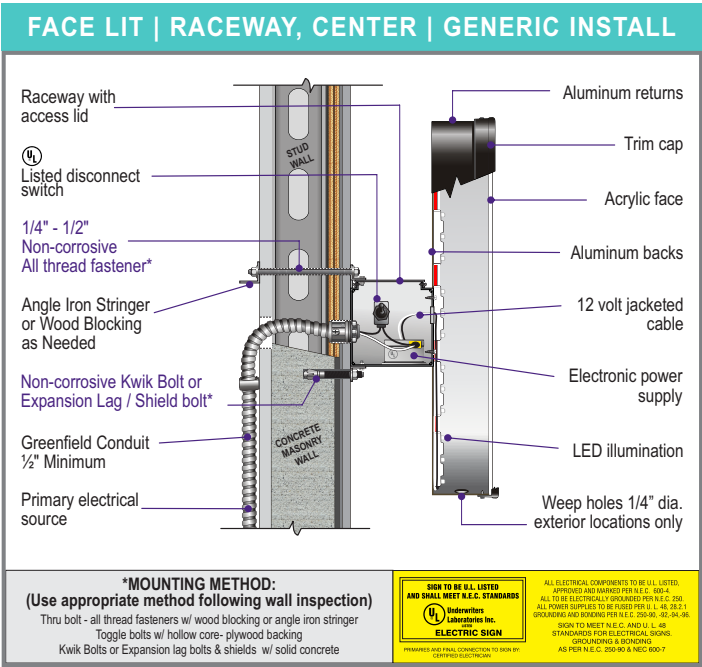 FACE LIT | RACEWAY, CENTER | GENERIC INSTALL
Raceway with
access lid
UL
Listed disconnect
switch
1/4" - 1/2"
Non-corrosive
All thread fastener*
Angle Iron Stringer
or Wood Blocking
as Needed
Non-corrosive Kwik Bolt or
Expansion Lag / Shield bolt*
Greenfield Conduit
½" Minimum
Primary electrical
source
STUD
WALL
CONCRETE
MASONRY
WALL
Aluminum returns
Trim cap
Acrylic face
Aluminum backs
12 volt jacketed
cable
Electronic power
supply
LED illumination
Weep holes 1/4” dia.
exterior locations only
*MOUNTING METHOD:
(Use appropriate method following wall inspection)
Thru bolt - all thread fasteners w/ wood blocking or angle iron stringer
Toggle bolts w/ hollow core- plywood backing
Kwik Bolts or Expansion lag bolts & shields w/ solid concrete
SIGN TO BE U.L. LISTED
AND SHALL MEET N.E.C. STANDARDS
UL
Underwriters
Laboratories Inc.
LISTED
ELECTRIC SIGN
PRIMARIES AND FINAL CONNECTION TO SIGN BY:
CERTIFIED ELECTRICIAN
ALL ELECTRICAL COMPONENTS TO BE U.L. LISTED,
APPROVED AND MARKED PER N.E.C. 600-4.
ALL TO BE ELECTRICALLY GROUNDED PER N.E.C. 250.
ALL POWER SUPPLIES TO BE FUSED PER U. L. 48, 28.2.1
GROUNDING AND BONDING PER N.E.C. 250-90, -92,-94,-96.
SIGN TO MEET N.E.C. AND U. L. 48
STANDARDS FOR ELECTRICAL SIGNS.
GROUNDING & BONDING
AS PER N.E.C. 250-90 & NEC 600-7